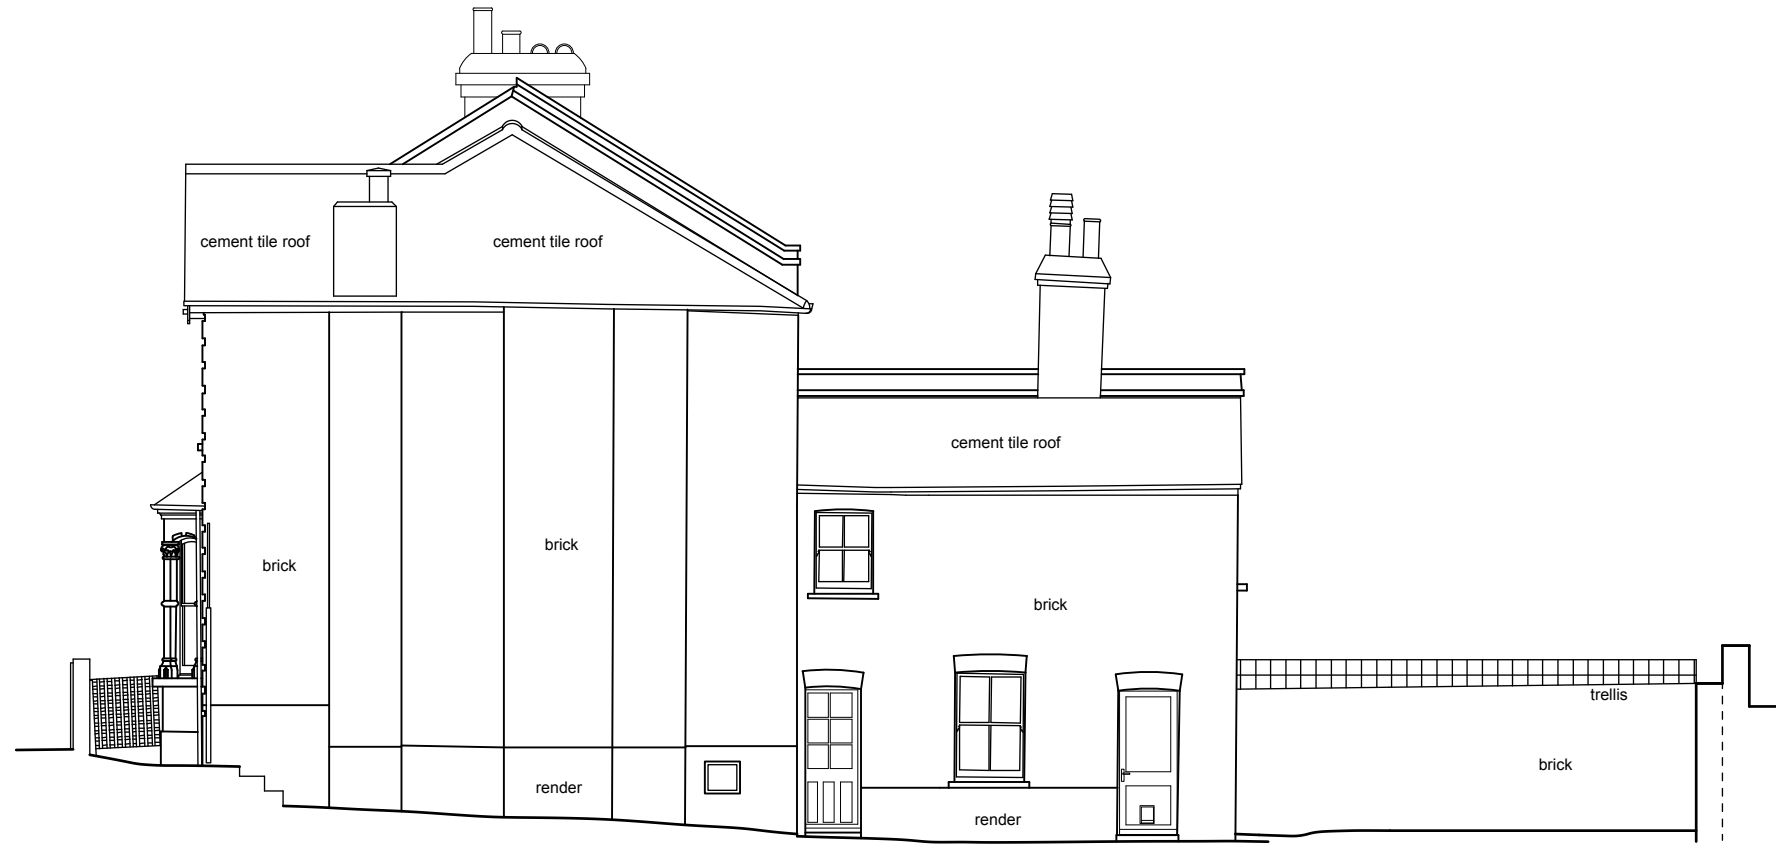 cement tile roof
cement tile roof
cement tile roof
brick
brick
brick
trellis
brick
render
render